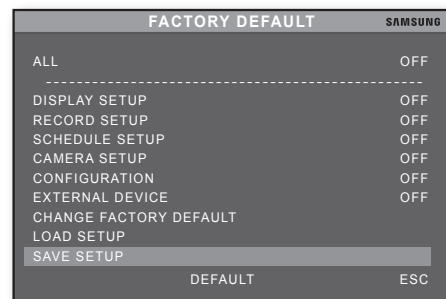 FACTORY DEFAULT SAMSUNG
ALL OFF
------------------------------------------------
DISPLAY SETUP OFF
RECORD SETUP OFF
SCHEDULE SETUP OFF
CAMERA SETUP OFF
CONFIGURATION OFF
EXTERNAL DEVICE OFF
CHANGE FACTORY DEFAULT
LOAD SETUP
SAVE SETUP
DEFAULT ESC